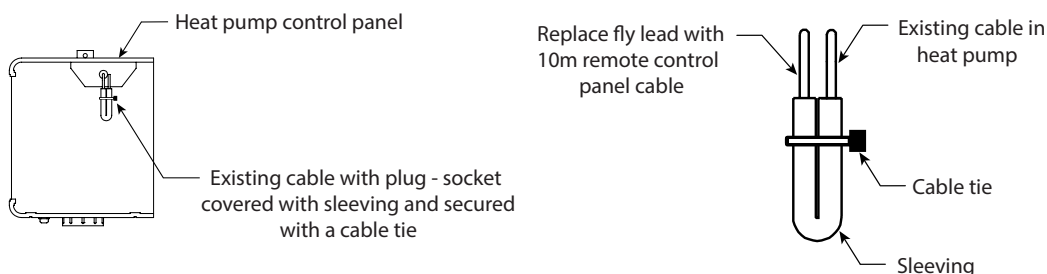 Heat pump control panel
Existing cable with plug - socket
covered with sleeving and secured
with a cable tie
Replace fly lead with
10m remote control
panel cable
Existing cable in
heat pump
Cable tie
Sleeving